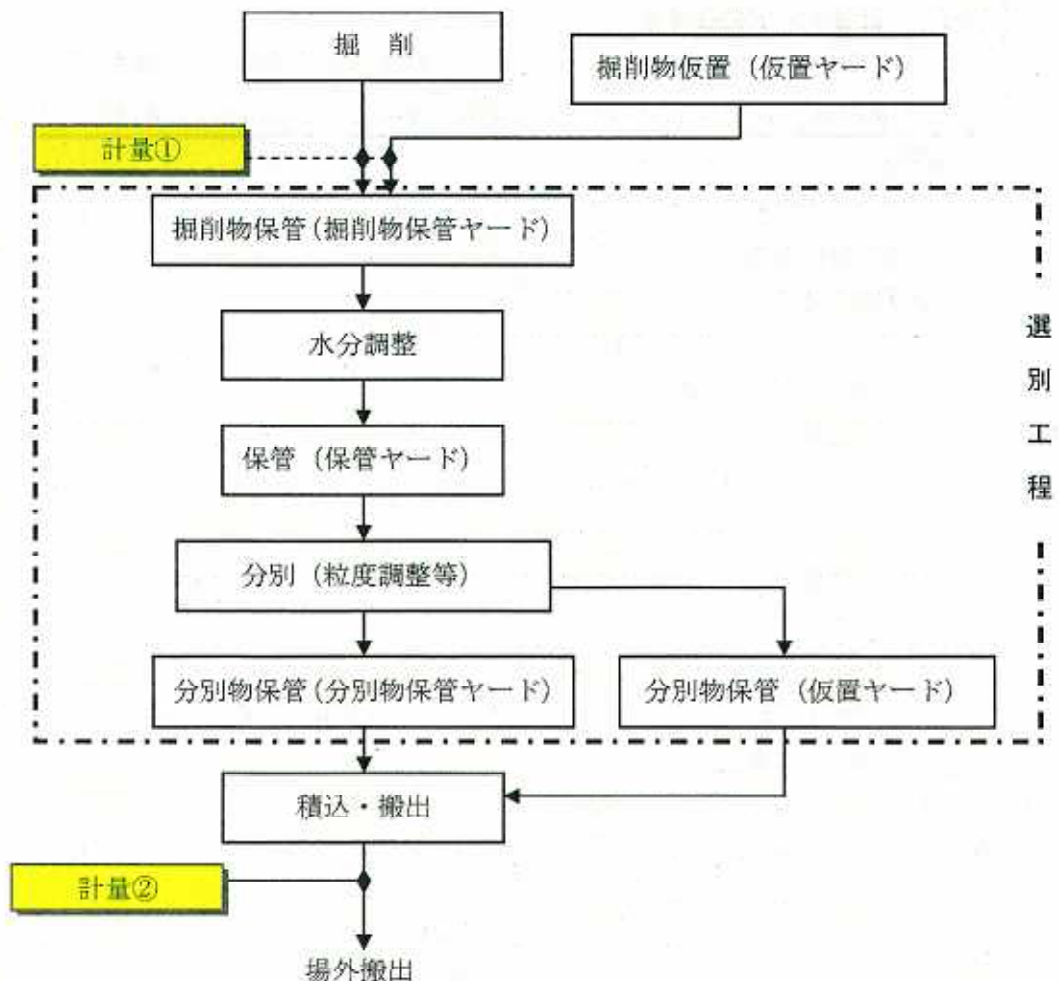 掘 削
掘削物仮置（仮置ヤード）
計量①
掘削物保管（掘削物保管ヤード）
水分調整
保管（保管ヤード）
分別（粒度調整等）
分別物保管（分別物保管ヤード）
分別物保管（仮置ヤード）
選別工程
積込・搬出
計量②
場外搬出